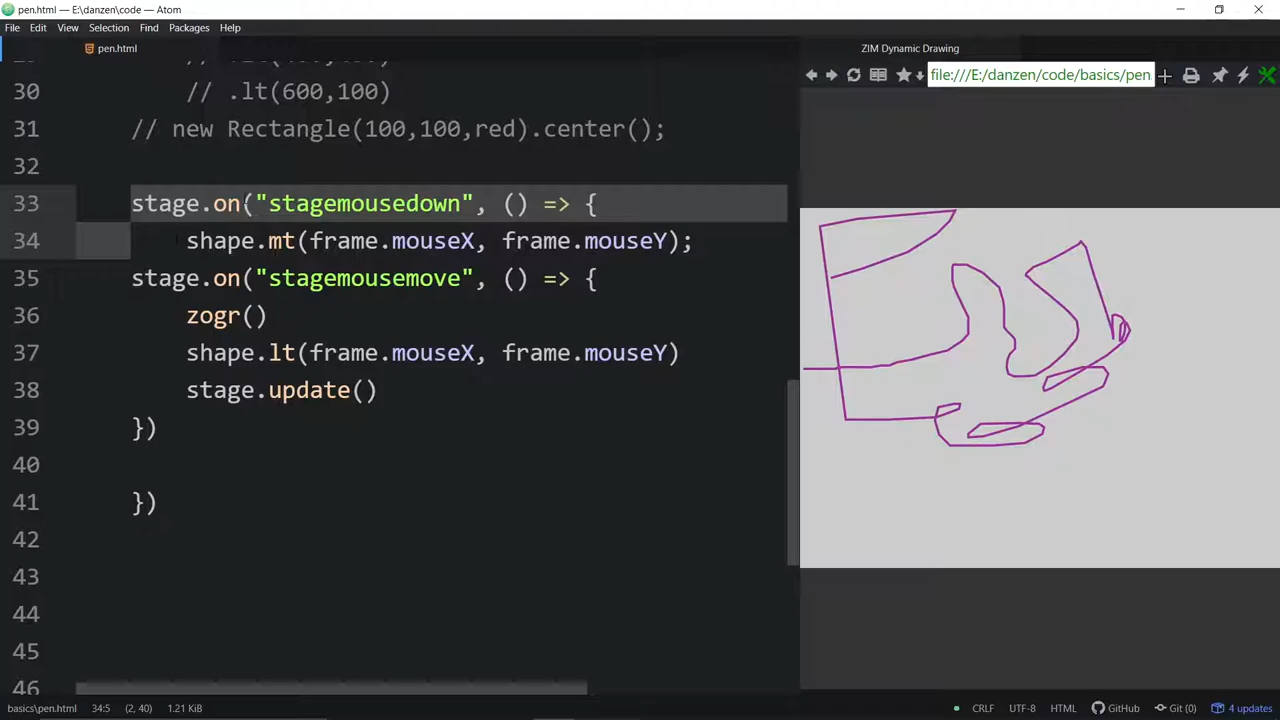 pen.html — E:\danzen\code — Atom
File Edit View Selection Find Packages Help
pen.html
ZIM Dynamic Drawing
file:///E:/danzen/code/basics/pen.
30 // .lt(600,100)
31 // new Rectangle(100,100,red).center();
32
33 stage.on("stagemousedown", () => {
34 shape.mt(frame.mouseX, frame.mouseY);
35 stage.on("stagemousemove", () => {
36 zogr()
37 shape.lt(frame.mouseX, frame.mouseY)
38 stage.update()
39 })
40
41 })
42
43
44
45
46
basics\pen.html 34:5 (2, 40) 1.21 KiB CRLF UTF-8 HTML GitHub Git (0) 4 updates